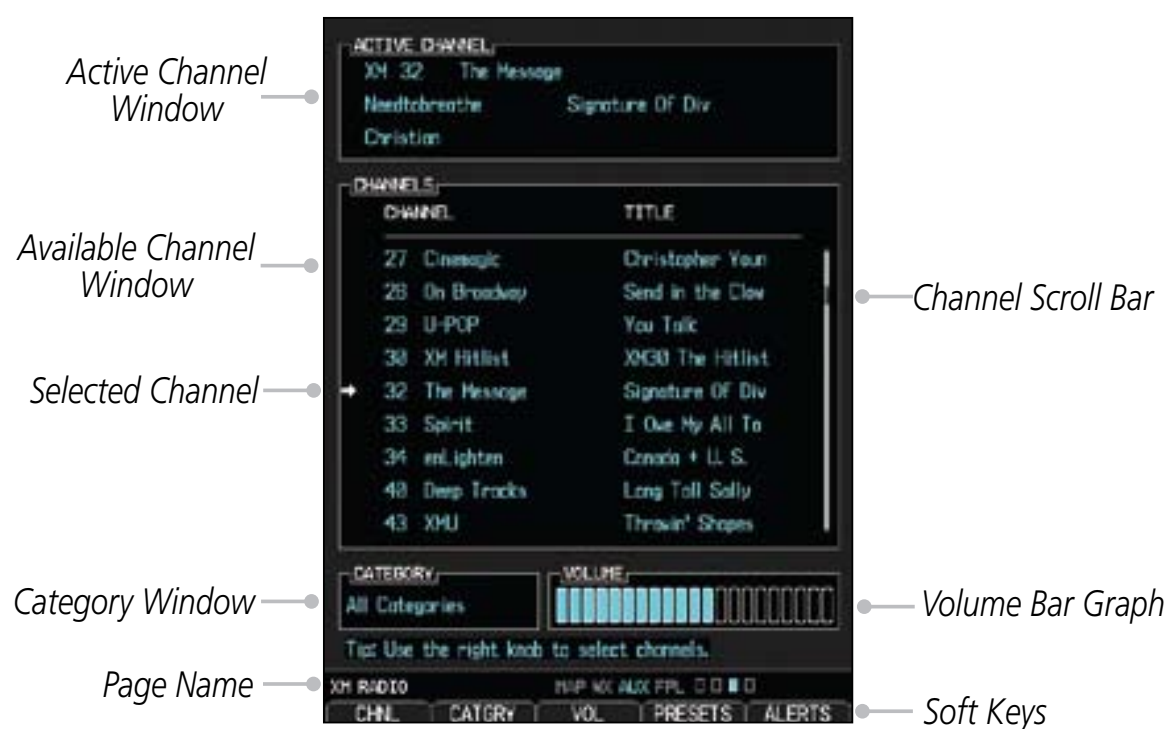 Active Channel
Window
Available Channel
Window
Selected Channel
Category Window
Page Name
ACTIVE CHANNEL
XM 32 The Message
Needtobreathe Signature Of Div
Christian
CHANNELS
CHANNEL TITLE
27 Cinemagic Christopher Youn
28 On Broadway Send in the Clow
29 U-POP You Talk
30 XM Hitlist XM30 The Hitlist
32 The Message Signature Of Div
33 Spirit I Owe My All To
34 enLighten Canada + U. S.
40 Deep Tracks Long Tall Sally
43 XMU Throwin' Shapes
CATEGORY
All Categories
VOLUME
Tip: Use the right knob to select channels.
XM RADIO MAP WX AUX FPL
CHNL CATGRY VOL PRESETS ALERTS
Channel Scroll Bar
Volume Bar Graph
Soft Keys